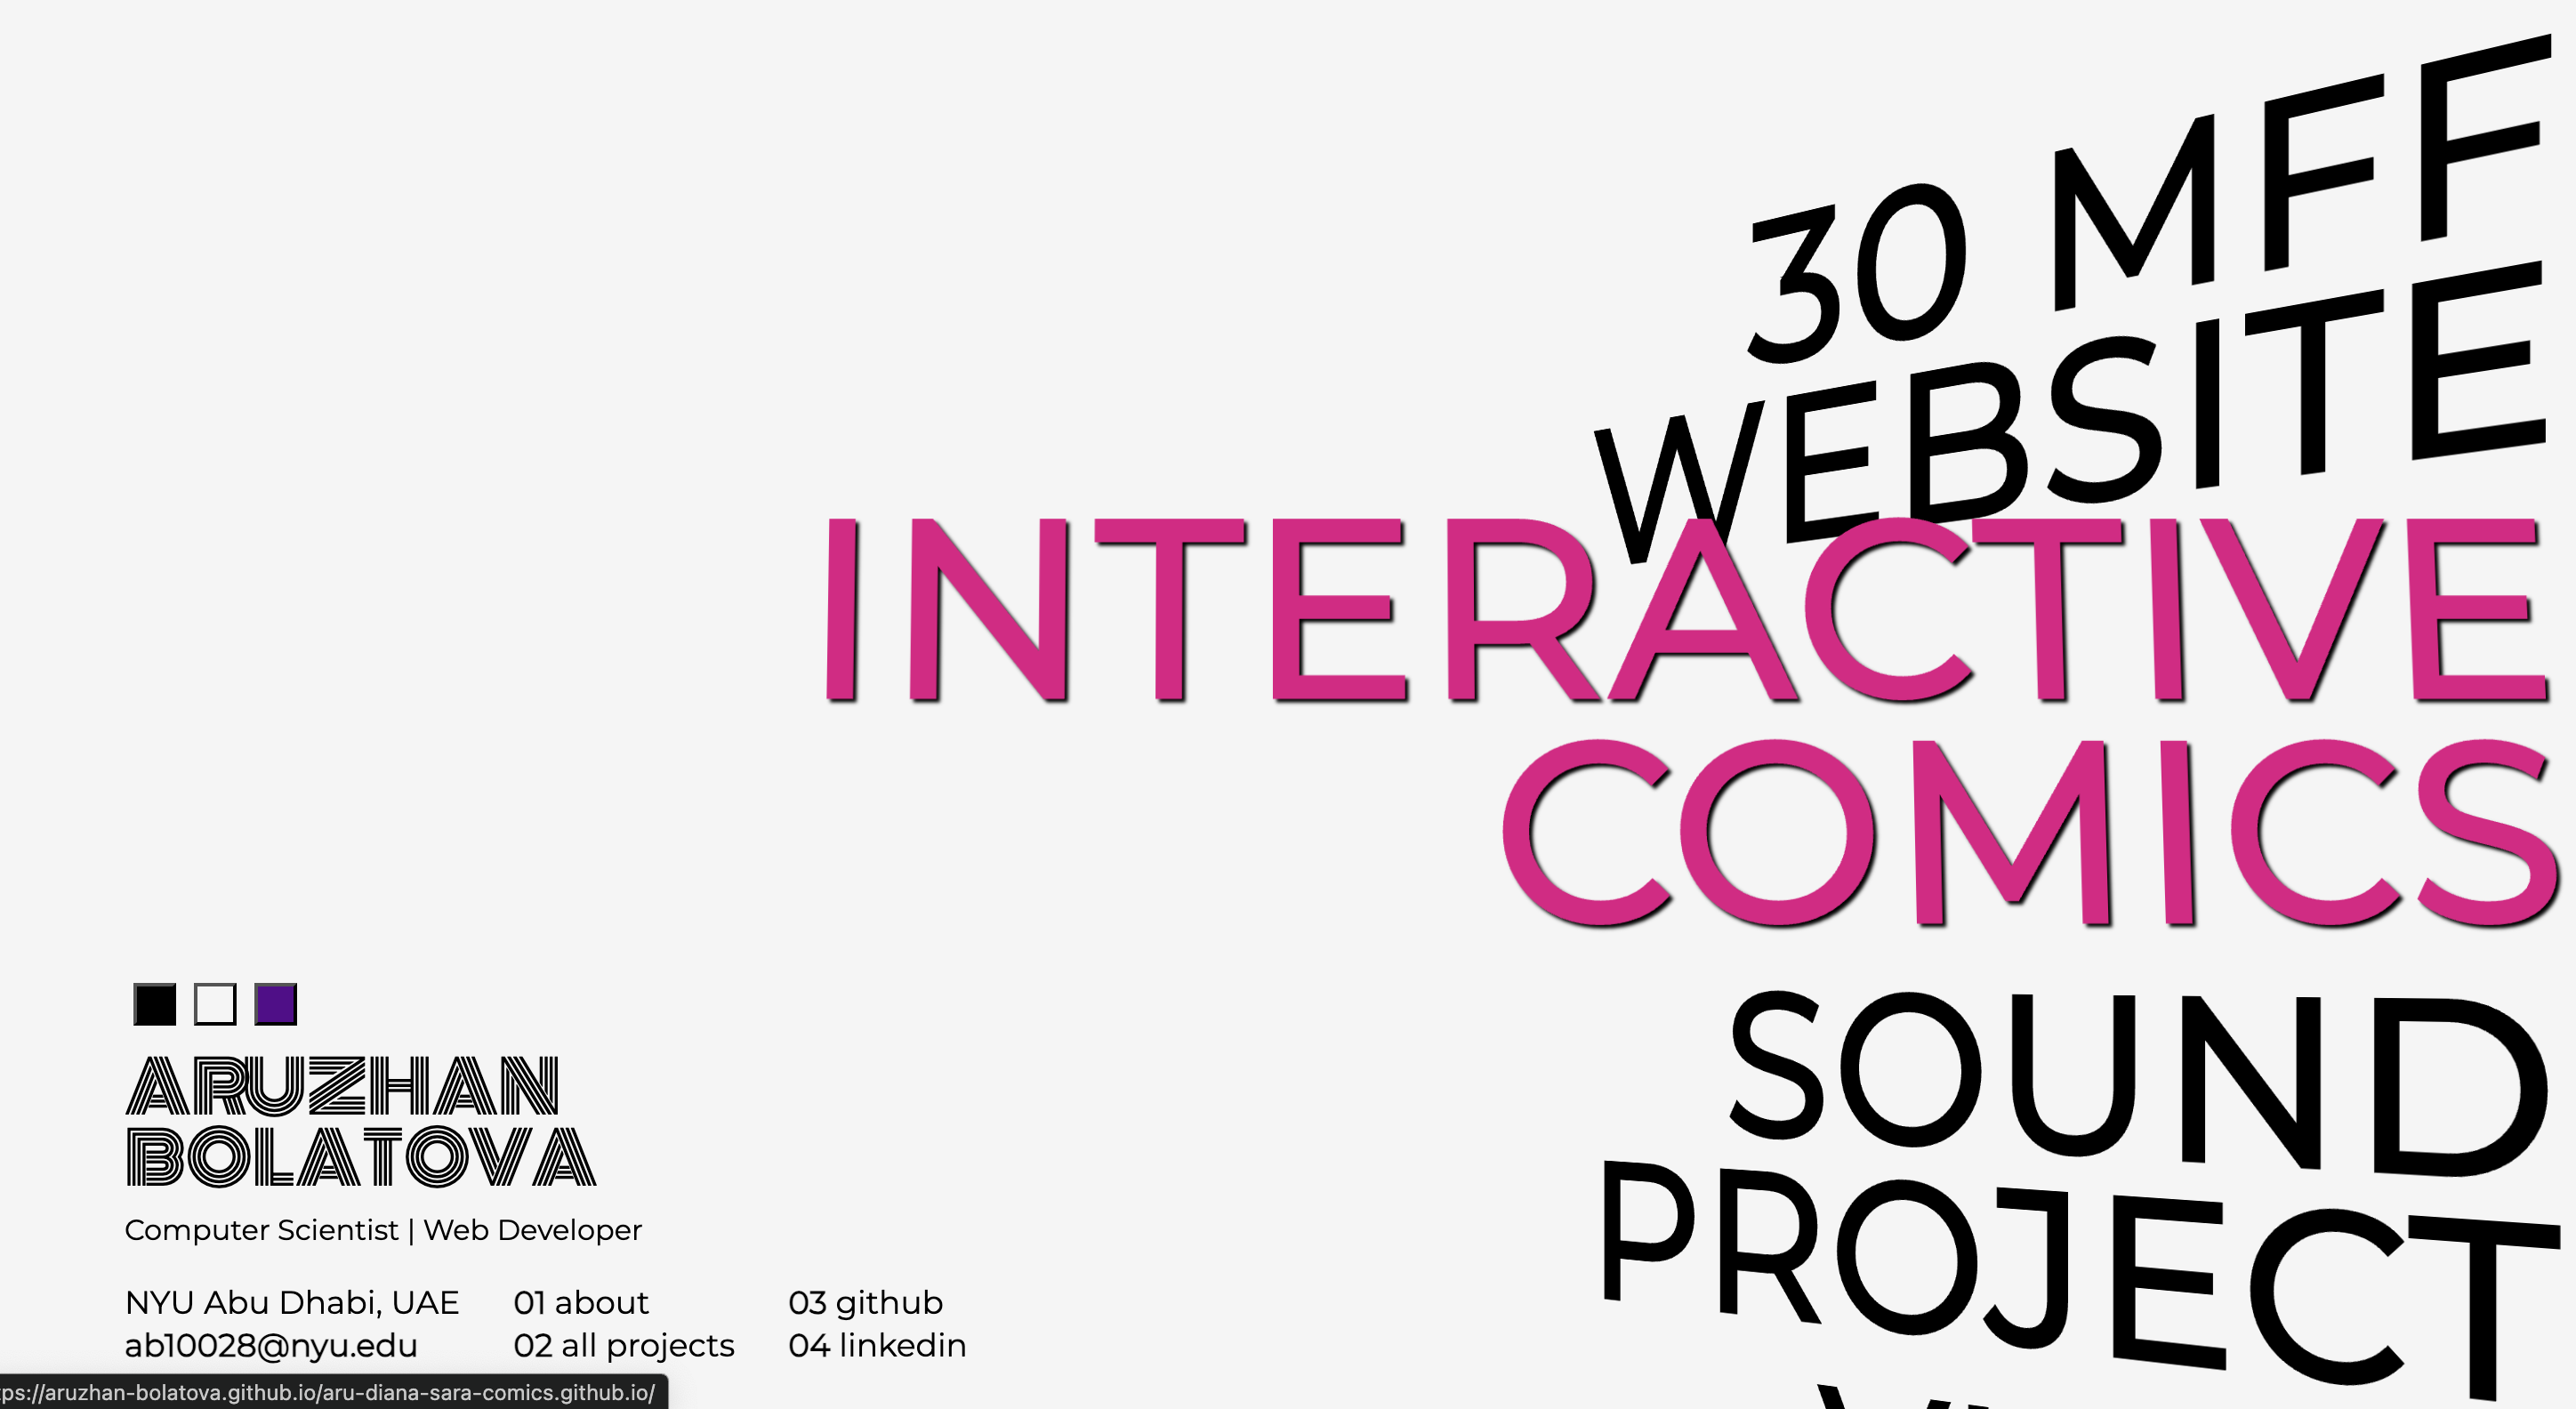 30 MFF
WEBSITE
INTERACTIVE
COMICS
SOUND
PROJECT
ARUZHAN
BOLATOVA
Computer Scientist | Web Developer
NYU Abu Dhabi, UAE
ab10028@nyu.edu
01 about
02 all projects
03 github
04 linkedin
ps://aruzhan-bolatova.github.io/aru-diana-sara-comics.github.io/